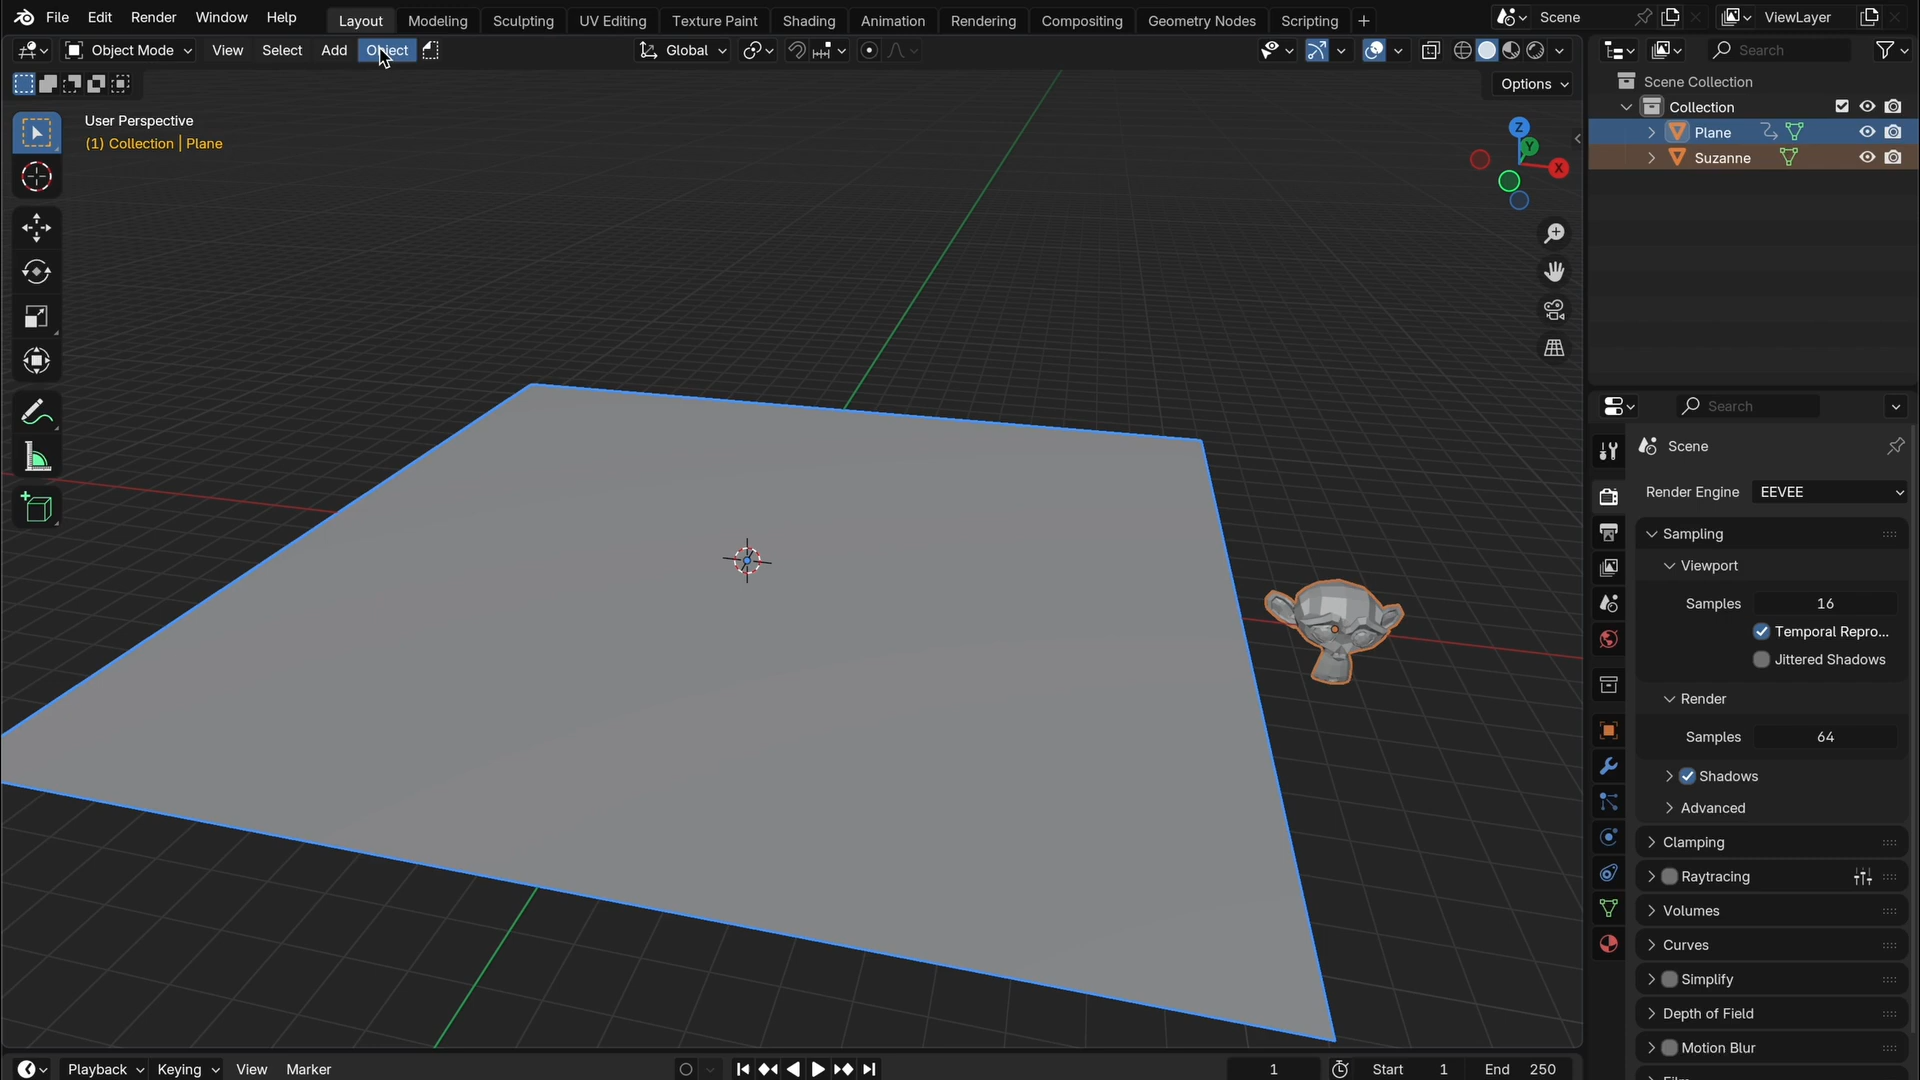 File Edit Render Window Help Layout Modeling Sculpting UV Editing Texture Paint Shading Animation Rendering Compositing Geometry Nodes Scripting + Scene ViewLayer
Object Mode View Select Add Object Global Search
Options
User Perspective
(1) Collection | Plane
Z
Y
X
Scene Collection
Collection
Plane
Suzanne
Search
Scene
Render Engine EEVEE
Sampling
Viewport
Samples 16
Temporal Repro...
Jittered Shadows
Render
Samples 64
Shadows
Advanced
Clamping
Raytracing
Volumes
Curves
Simplify
Depth of Field
Motion Blur
Playback Keying View Marker 1 Start 1 End 250